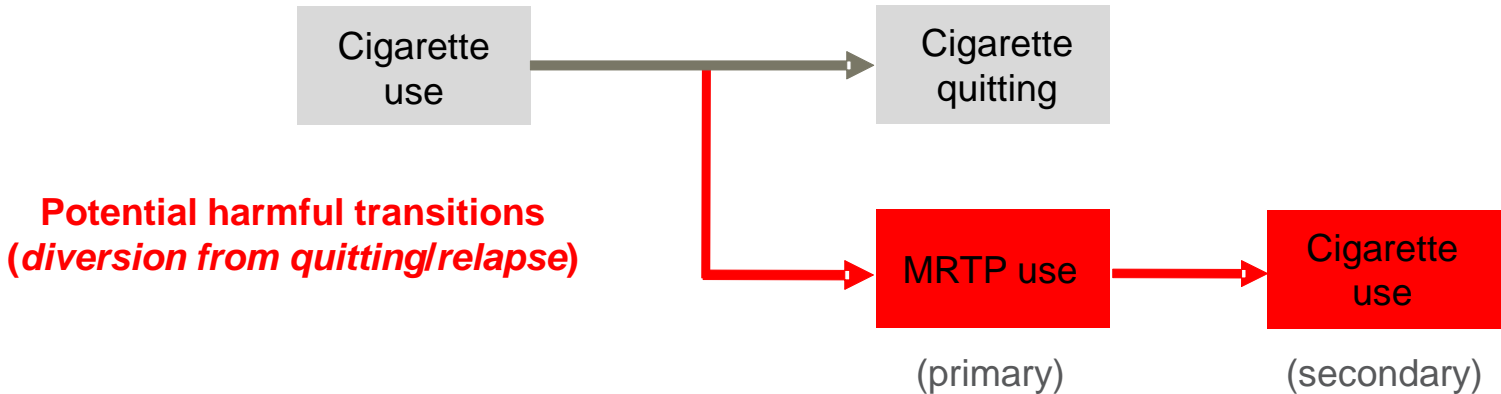 Cigarette
use
Cigarette
quitting
Potential harmful transitions
(diversion from quitting/relapse)
MRTP use
Cigarette
use
(primary)
(secondary)